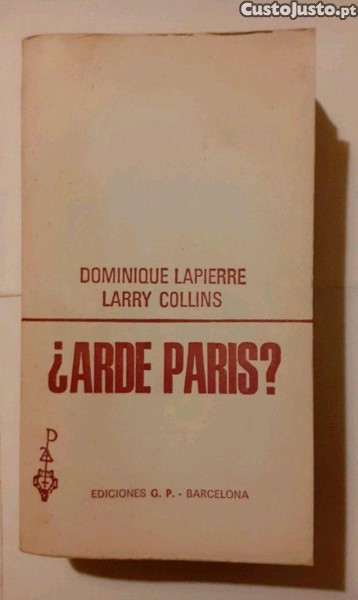 CustoJusto.pt
DOMINIQUE LAPIERRE
LARRY COLLINS
¿ARDE PARIS?
EDICIONES G. P. - BARCELONA